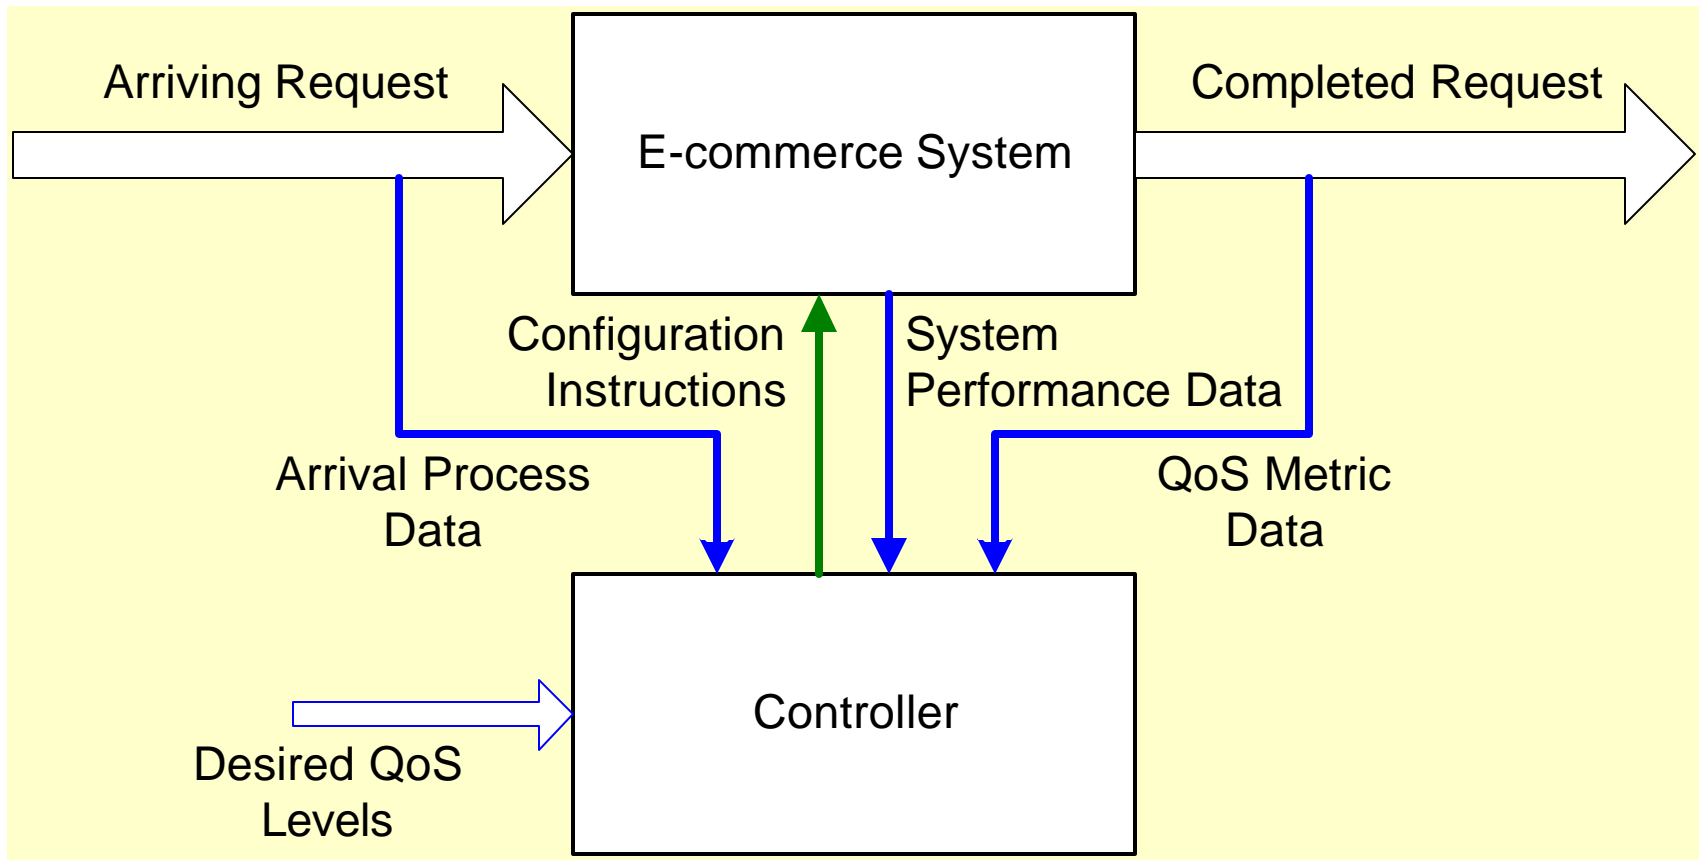 Arriving Request
Completed Request
E-commerce System
Configuration
Instructions
System
Performance Data
Arrival Process
Data
QoS Metric
Data
Controller
Desired QoS
Levels